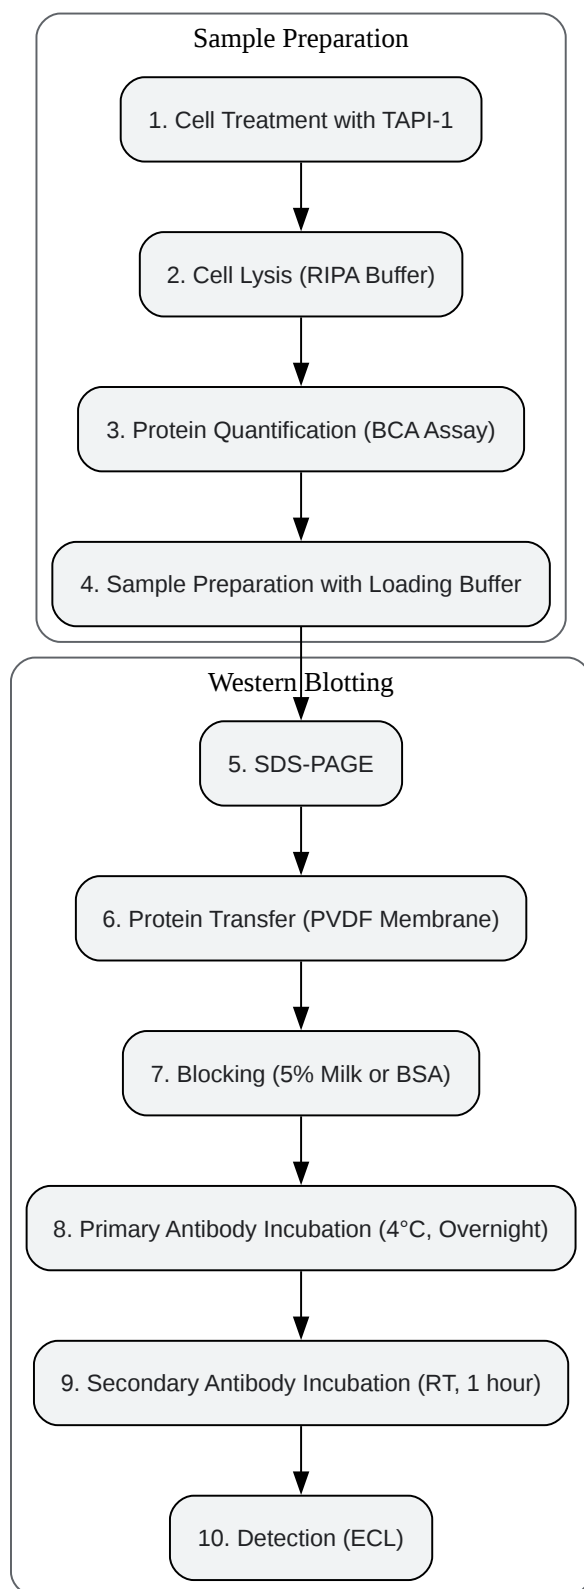 Sample Preparation
1. Cell Treatment with TAPI-1
2. Cell Lysis (RIPA Buffer)
3. Protein Quantification (BCA Assay)
4. Sample Preparation with Loading Buffer
Western Blotting
5. SDS-PAGE
6. Protein Transfer (PVDF Membrane)
7. Blocking (5% Milk or BSA)
8. Primary Antibody Incubation (4°C, Overnight)
9. Secondary Antibody Incubation (RT, 1 hour)
10. Detection (ECL)